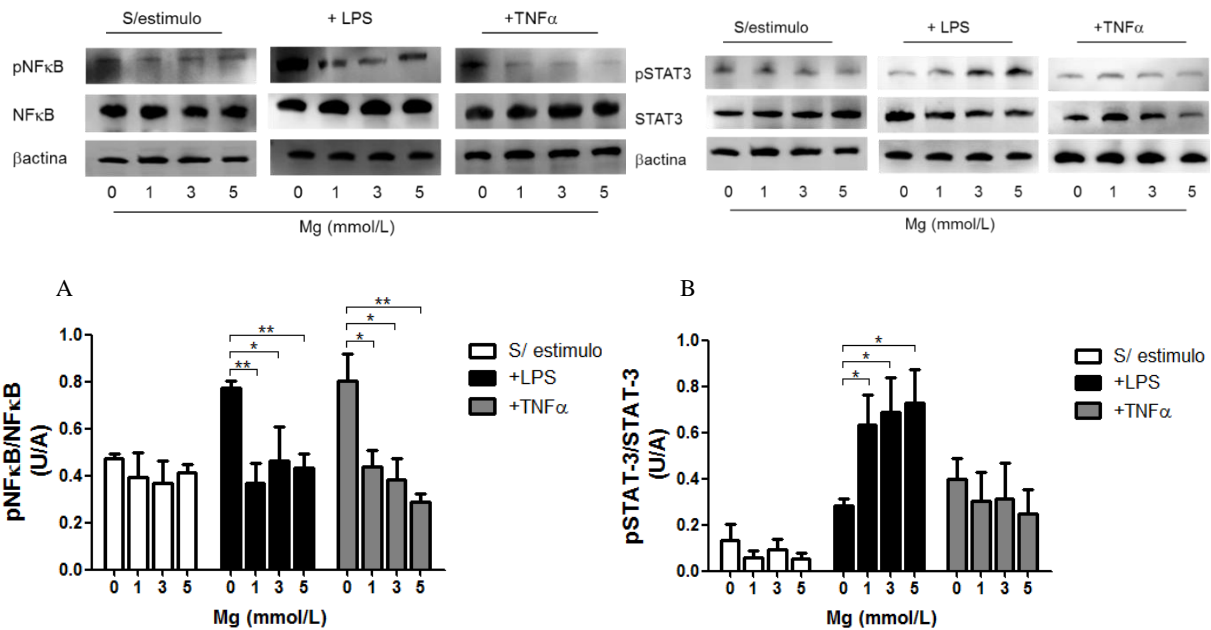 S/estimulo + LPS +TNFα
pNFκB
NFκB
βactina
0 1 3 5 0 1 3 5 0 1 3 5
Mg (mmol/L)
S/estimulo + LPS +TNFα
pSTAT3
STAT3
βactina
0 1 3 5 0 1 3 5 0 1 3 5
Mg (mmol/L)
A
pNFκB/NFκB
(U/A)
1.0
0.8
0.6
0.4
0.2
0.0
** * **
** * *
0 1 3 5 0 1 3 5 0 1 3 5
Mg (mmol/L)
S/ estimulo
+LPS
+TNFα
B
pSTAT-3/STAT-3
(U/A)
1.0
0.8
0.6
0.4
0.2
0.0
*
*
*
0 1 3 5 0 1 3 5 0 1 3 5
Mg (mmol/L)
S/ estimulo
+LPS
+TNFα